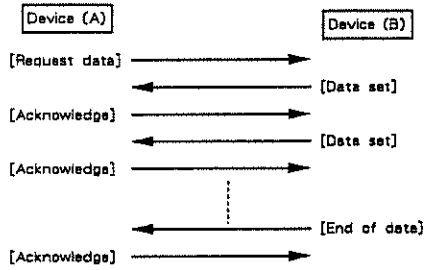 Device (A)
Device (B)
[Request data]
[Data set]
[Acknowledge]
[Data set]
[Acknowledge]
[End of data]
[Acknowledge]